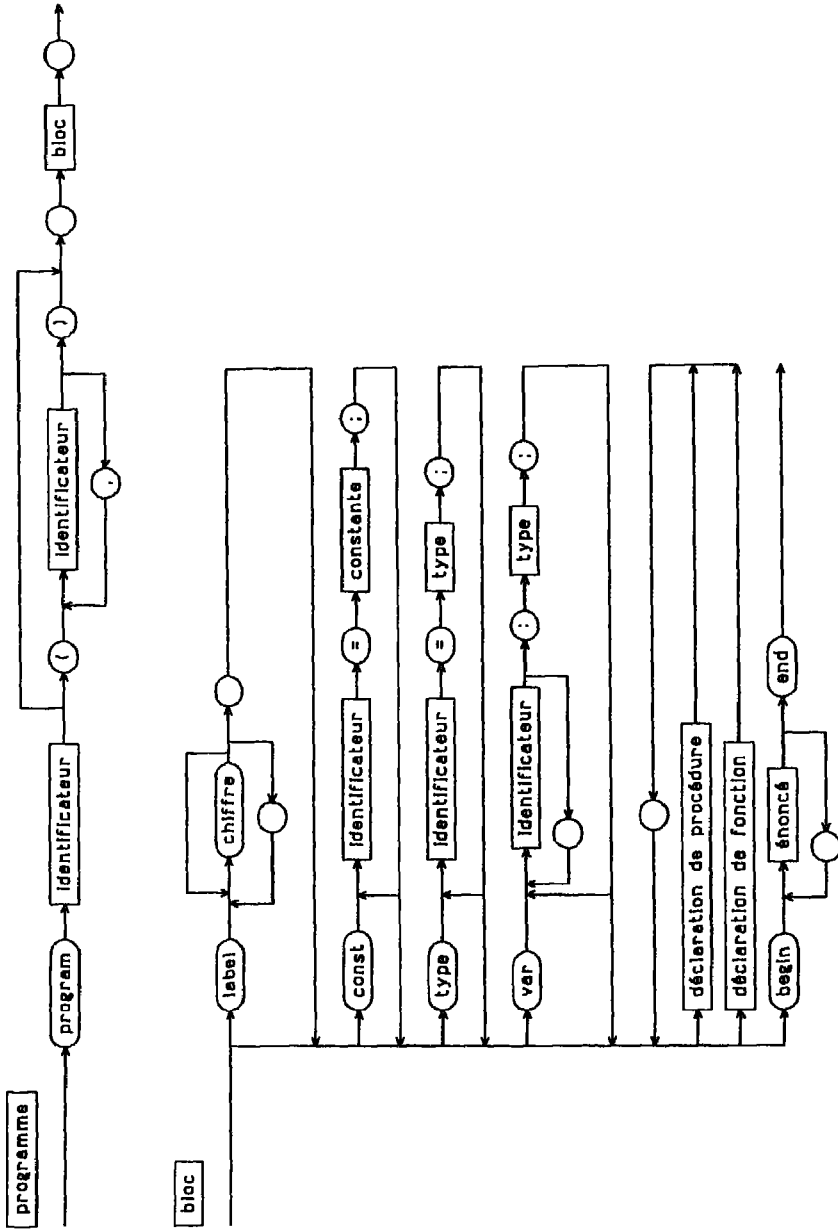 programme
program identificateur ( identificateur ) bloc
,
bloc
label chiffre
const identificateur = constante ;
type identificateur = type ;
var identificateur : type ;
déclaration de procédure
déclaration de fonction
begin énoncé end